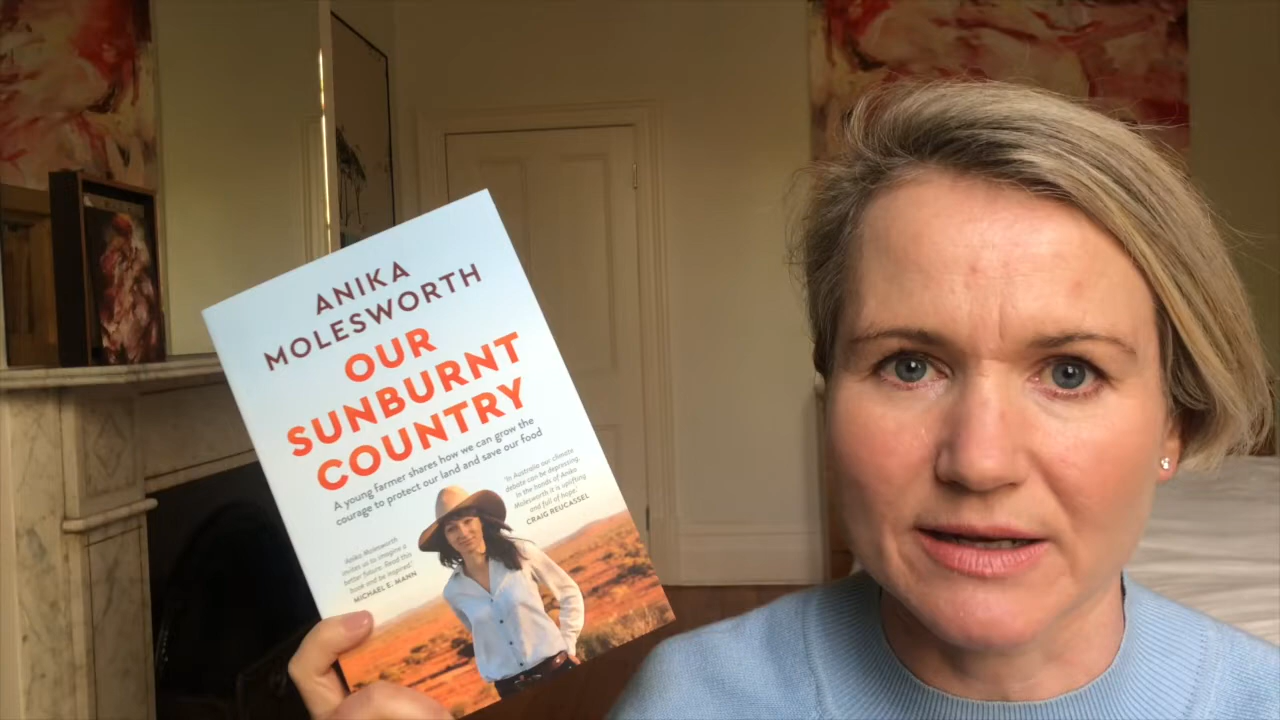 ANIKA
MOLESWORTH
OUR
SUNBURNT
COUNTRY
A young farmer shares how we can grow the
courage to protect our land and save our food
'In Australia our climate
debate can be depressing.
In the hands of Anika
Molesworth it is uplifting
and full of hope.'
CRAIG REUCASSEL
'Anika Molesworth
invites us to imagine a
better future. Read this
book and be inspired.'
MICHAEL E. MANN